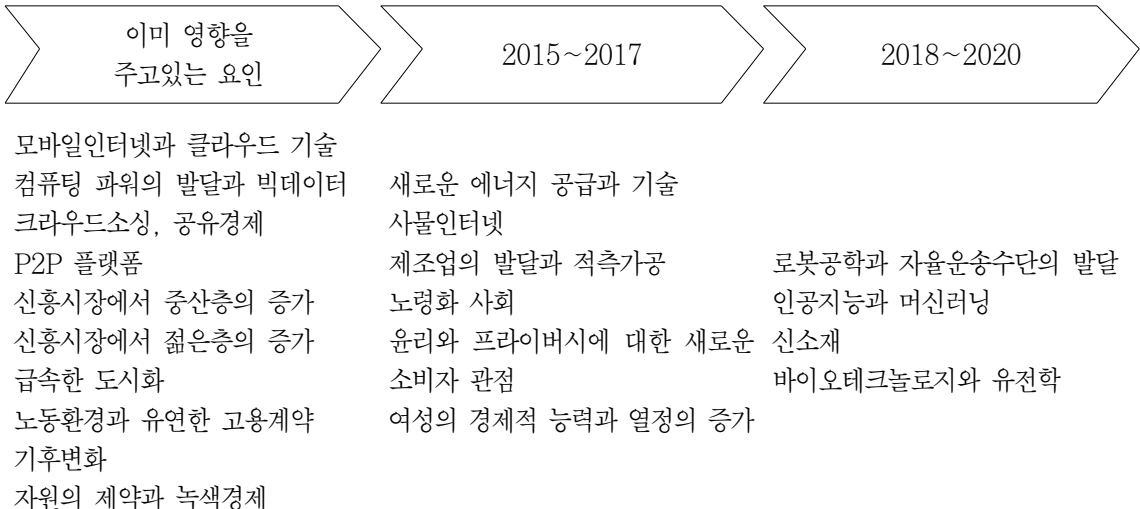 이미 영향을
주고있는 요인
2015~2017
2018~2020
모바일인터넷과 클라우드 기술
컴퓨팅 파워의 발달과 빅데이터
크라우드소싱, 공유경제
P2P 플랫폼
신흥시장에서 중산층의 증가
신흥시장에서 젊은층의 증가
급속한 도시화
노동환경과 유연한 고용계약
기후변화
자원의 제약과 녹색경제
새로운 에너지 공급과 기술
사물인터넷
제조업의 발달과 적측가공
노령화 사회
윤리와 프라이버시에 대한 새로운
소비자 관점
여성의 경제적 능력과 열정의 증가
로봇공학과 자율운송수단의 발달
인공지능과 머신러닝
신소재
바이오테크놀로지와 유전학